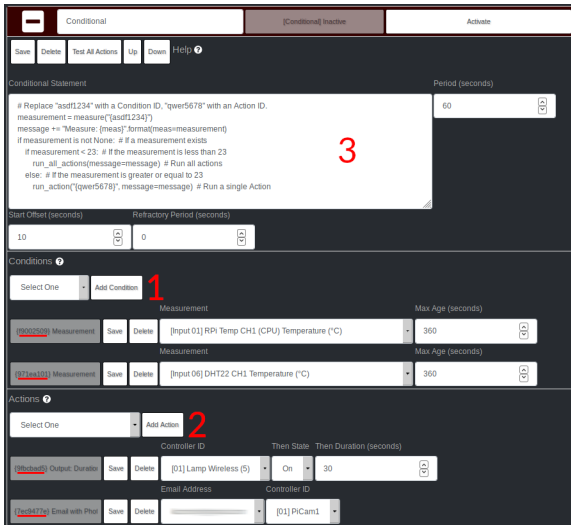 Conditional
[Conditional] Inactive
Activate
Save Delete Test All Actions Up Down Help ?
Conditional Statement
Period (seconds)
# Replace "asdf1234" with a Condition ID, "qwer5678" with an Action ID.
60
measurement = measure("{asdf1234}")
message += "Measure: {meas}".format(meas=measurement)
if measurement is not None:  # If a measurement exists
if measurement < 23:  # If the measurement is less than 23
3
run_all_actions(message=message)  # Run all actions
else:  # If the measurement is greater or equal to 23
run_action("{qwer5678}", message=message)  # Run a single Action
Start Offset (seconds) Refractory Period (seconds)
10 0
Conditions ?
Select One Add Condition 1
Measurement Max Age (seconds)
{f9002509} Measurement Save Delete [Input 01] RPi Temp CH1 (CPU) Temperature (°C) 360
Measurement Max Age (seconds)
{971ea101} Measurement Save Delete [Input 06] DHT22 CH1 Temperature (°C) 360
Actions ?
Select One Add Action 2
Controller ID Then State Then Duration (seconds)
Output: Duration Save Delete [01] Lamp Wireless (5) On 30
Email Address Controller ID
{7ec9477e} Email with Phot Save Delete [01] PiCam1